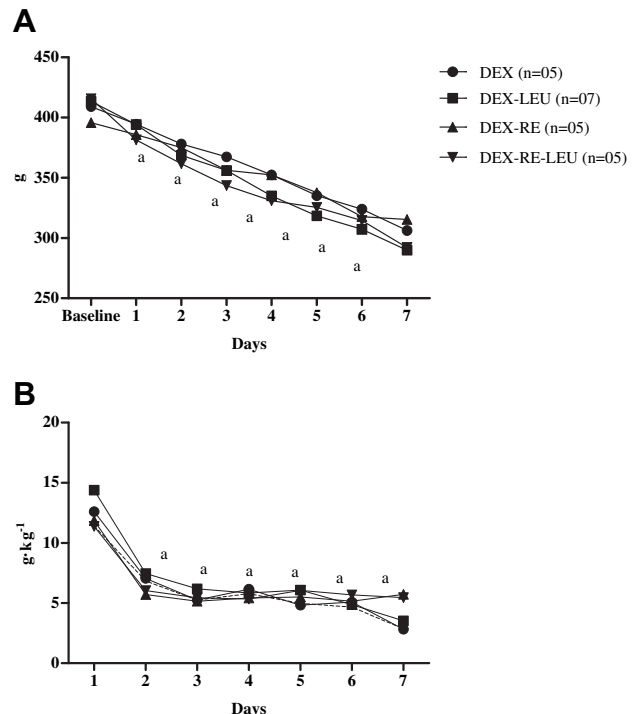 A
450
400
350
300
250
g
a
a
a
a
a
a
a
Baseline 1 2 3 4 5 6 7
Days
DEX (n=05)
DEX-LEU (n=07)
DEX-RE (n=05)
DEX-RE-LEU (n=05)
B
20
15
10
5
0
g·kg⁻¹
a a a a a a
1 2 3 4 5 6 7
Days